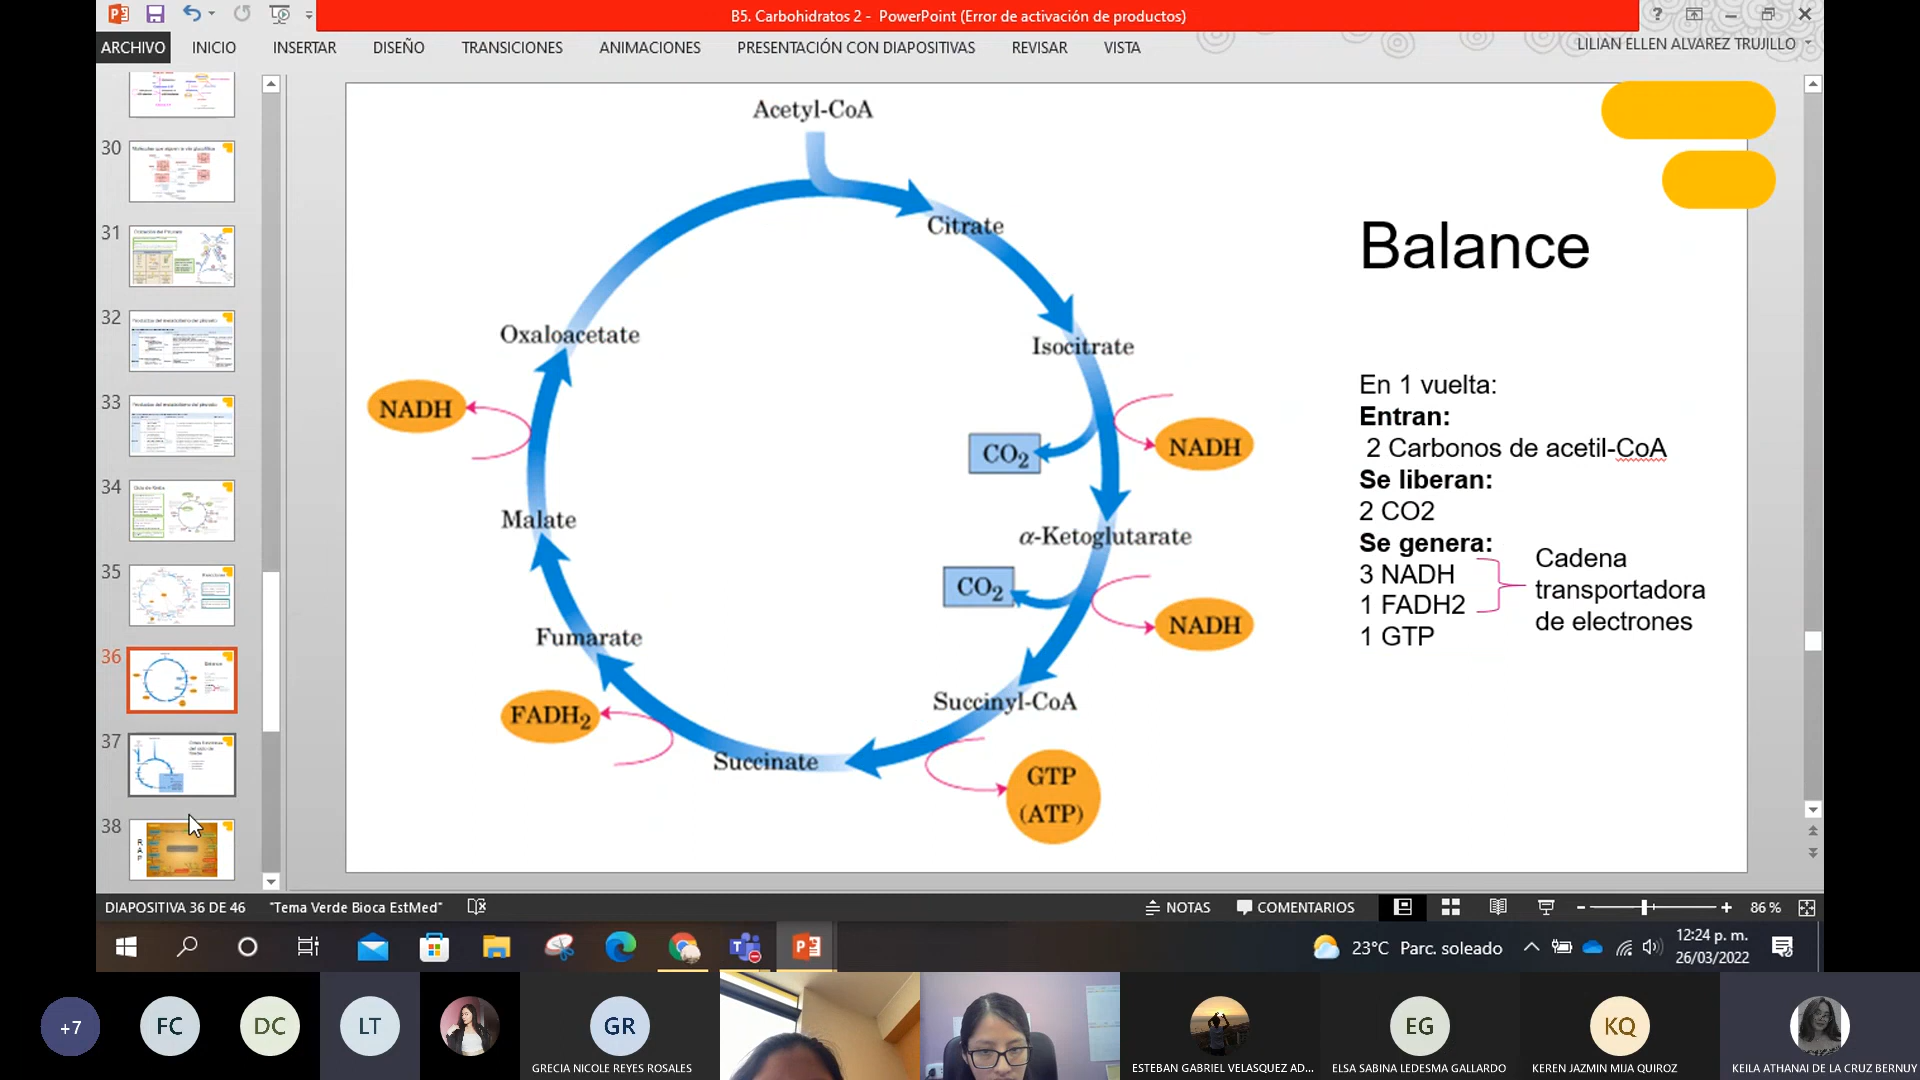 B5. Carbohidratos 2 - PowerPoint (Error de activación de productos)
ARCHIVO INICIO INSERTAR DISEÑO TRANSICIONES ANIMACIONES PRESENTACIÓN CON DIAPOSITIVAS REVISAR VISTA
LILIAN ELLEN ALVAREZ TRUJILLO
30
31
32
33
34
35
36
37
38
Acetyl-CoA
Citrate
Isocitrate
NADH
CO2
α-Ketoglutarate
CO2
NADH
Succinyl-CoA
GTP
(ATP)
Succinate
FADH2
Fumarate
Malate
NADH
Oxaloacetate
Balance
En 1 vuelta:
Entran:
2 Carbonos de acetil-CoA
Se liberan:
2 CO2
Se genera:
3 NADH
1 FADH2
1 GTP
Cadena
transportadora
de electrones
DIAPOSITIVA 36 DE 46 "Tema Verde Bioca EstMed" NOTAS COMENTARIOS 86 %
23°C Parc. soleado
12:24 p. m.
26/03/2022
+7 FC DC LT GR EG KQ
GRECIA NICOLE REYES ROSALES
ESTEBAN GABRIEL VELASQUEZ AD...
ELSA SABINA LEDESMA GALLARDO
KEREN JAZMIN MIJA QUIROZ
KEILA ATHANAI DE LA CRUZ BERNUY